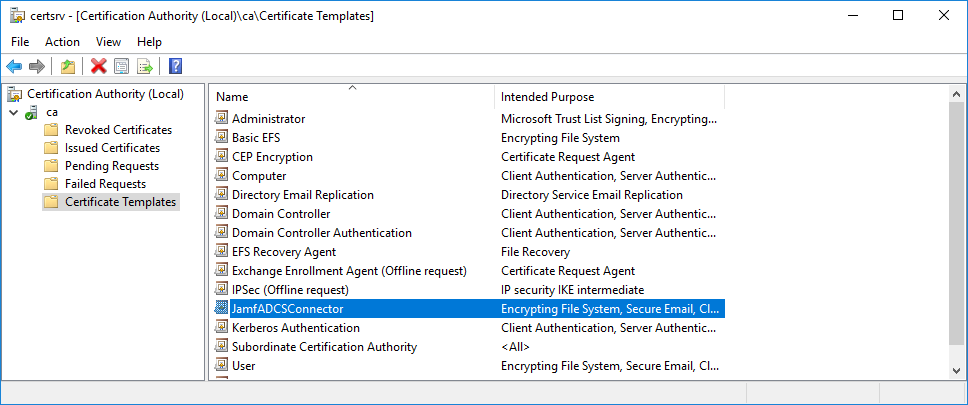 certsrv - [Certification Authority (Local)\ca\Certificate Templates]
File Action View Help
Certification Authority (Local)
ca
Revoked Certificates
Issued Certificates
Pending Requests
Failed Requests
Certificate Templates
Name Intended Purpose
Administrator Microsoft Trust List Signing, Encrypting...
Basic EFS Encrypting File System
CEP Encryption Certificate Request Agent
Computer Client Authentication, Server Authentic...
Directory Email Replication Directory Service Email Replication
Domain Controller Client Authentication, Server Authentic...
Domain Controller Authentication Client Authentication, Server Authentic...
EFS Recovery Agent File Recovery
Exchange Enrollment Agent (Offline request) Certificate Request Agent
IPSec (Offline request) IP security IKE intermediate
JamfADCSConnector Encrypting File System, Secure Email, Cl...
Kerberos Authentication Client Authentication, Server Authentic...
Subordinate Certification Authority <All>
User Encrypting File System, Secure Email, Cl...